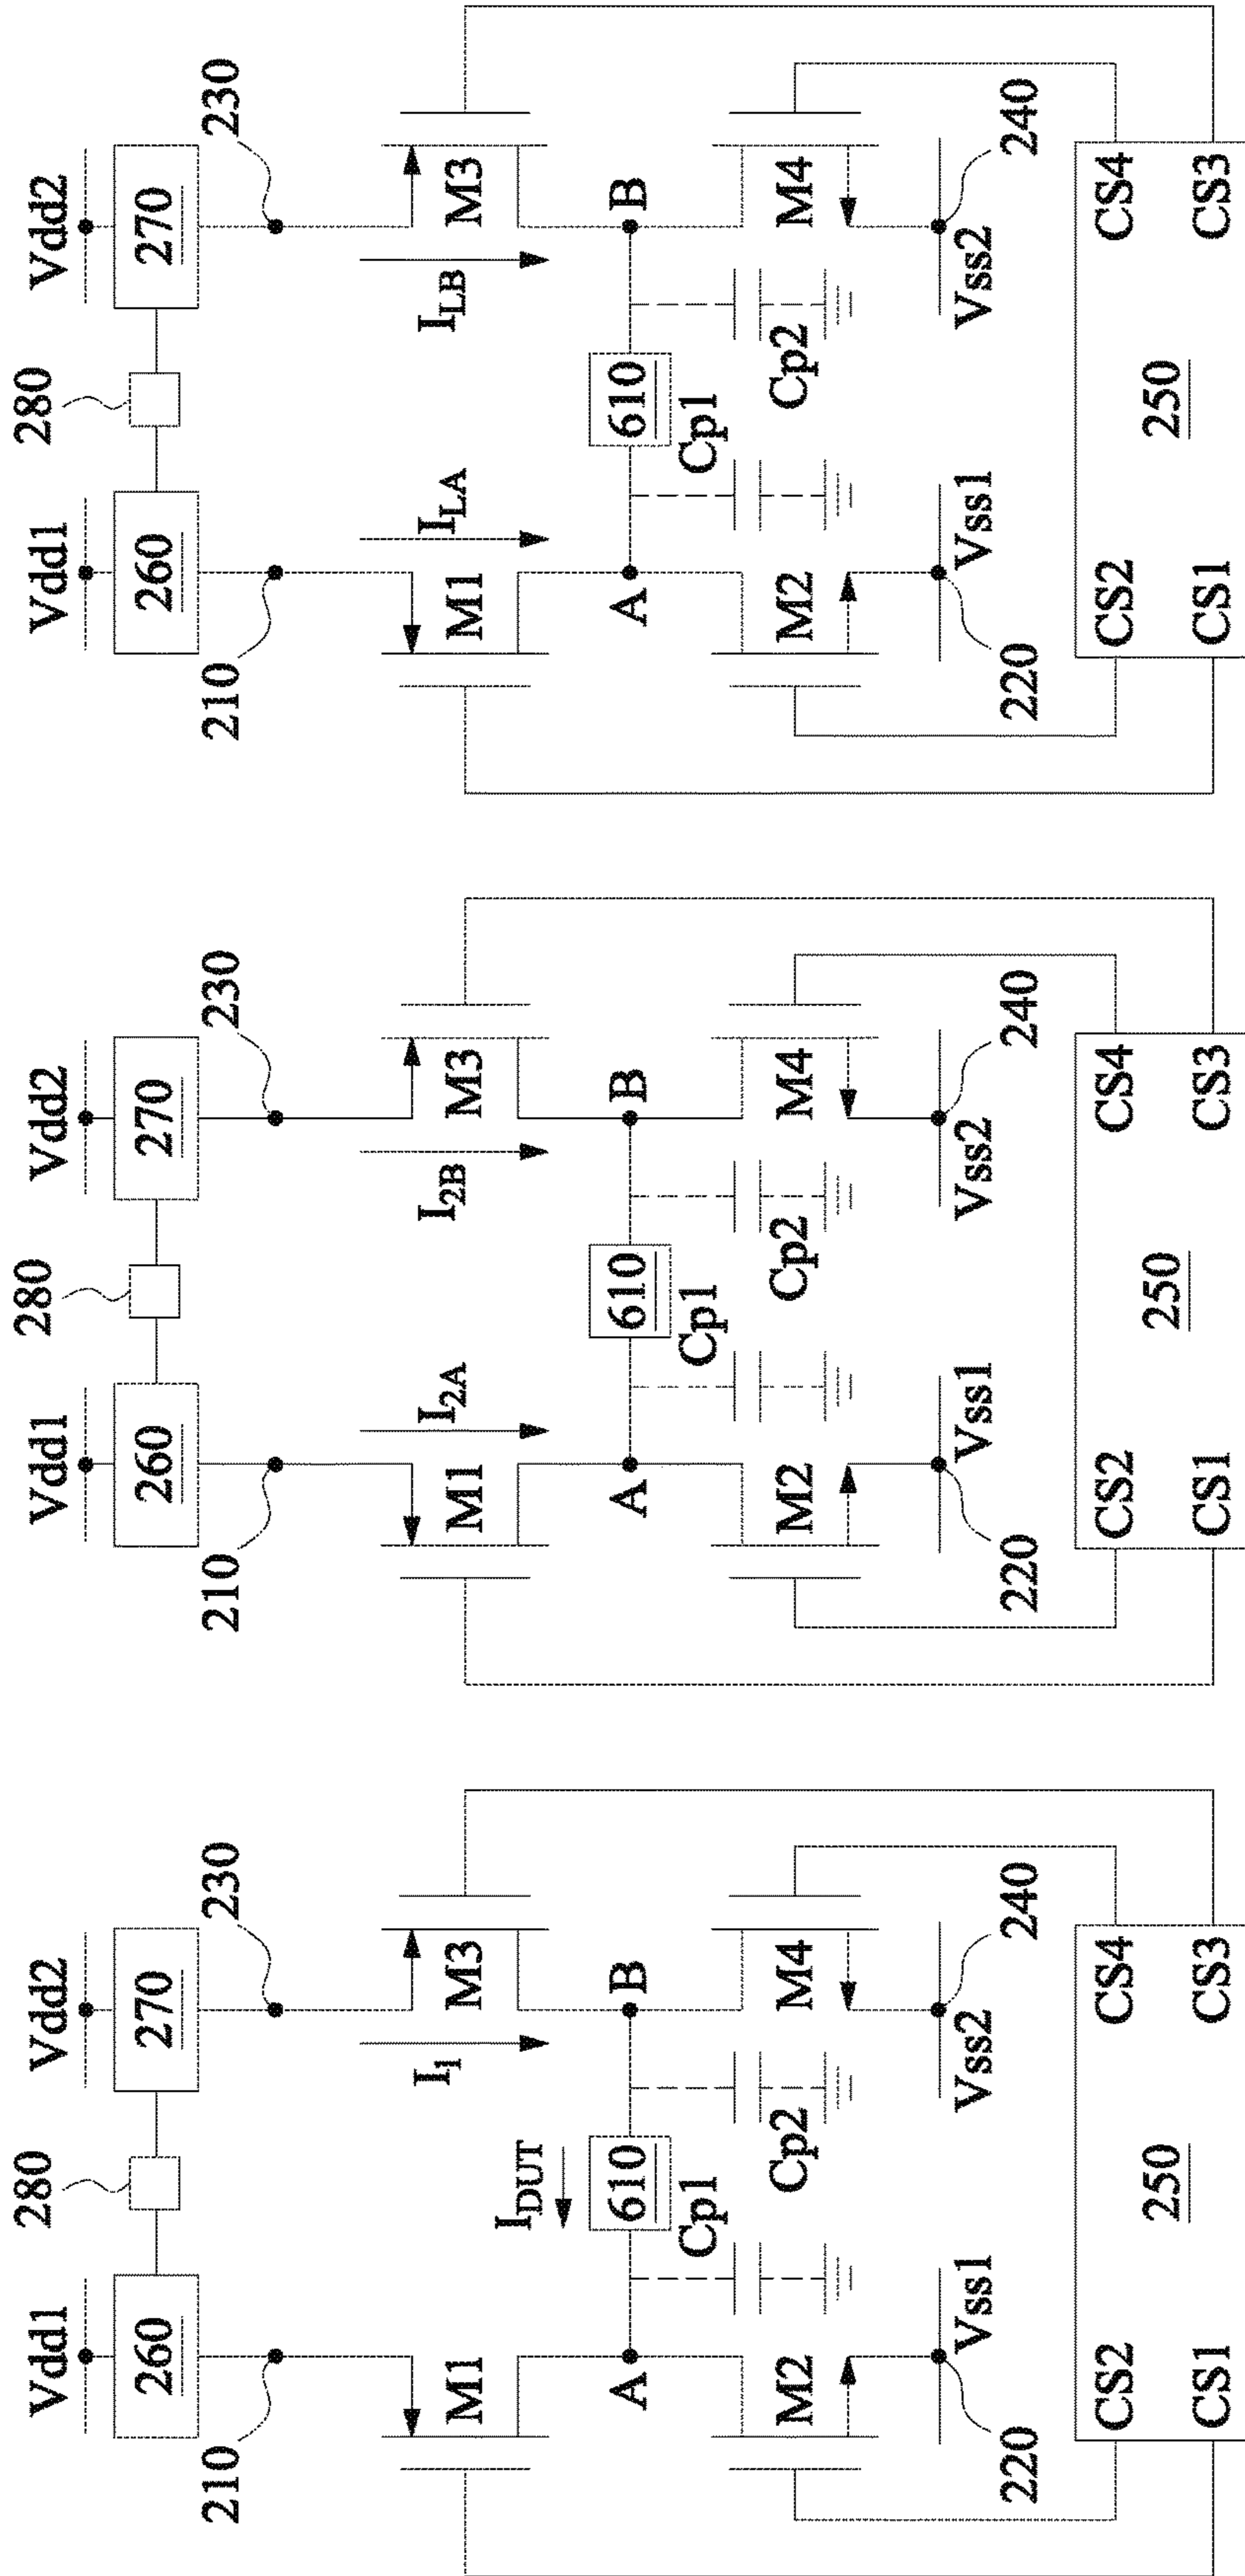 Vdd1
280
Vdd2
260
270
210
230
M1
M3
I1
IDUT
A
610
B
Cp1
M2
Cp2
M4
Vss1
Vss2
220
240
CS2
CS4
250
CS1
CS3
Vdd1
280
Vdd2
260
270
210
230
M1
I2A
I2B
M3
A
610
B
Cp1
M2
Cp2
M4
Vss1
Vss2
220
240
CS2
CS4
250
CS1
CS3
Vdd1
280
Vdd2
260
270
210
230
M1
ILA
ILB
M3
A
610
B
Cp1
M2
Cp2
M4
Vss1
Vss2
220
240
CS2
CS4
250
CS1
CS3